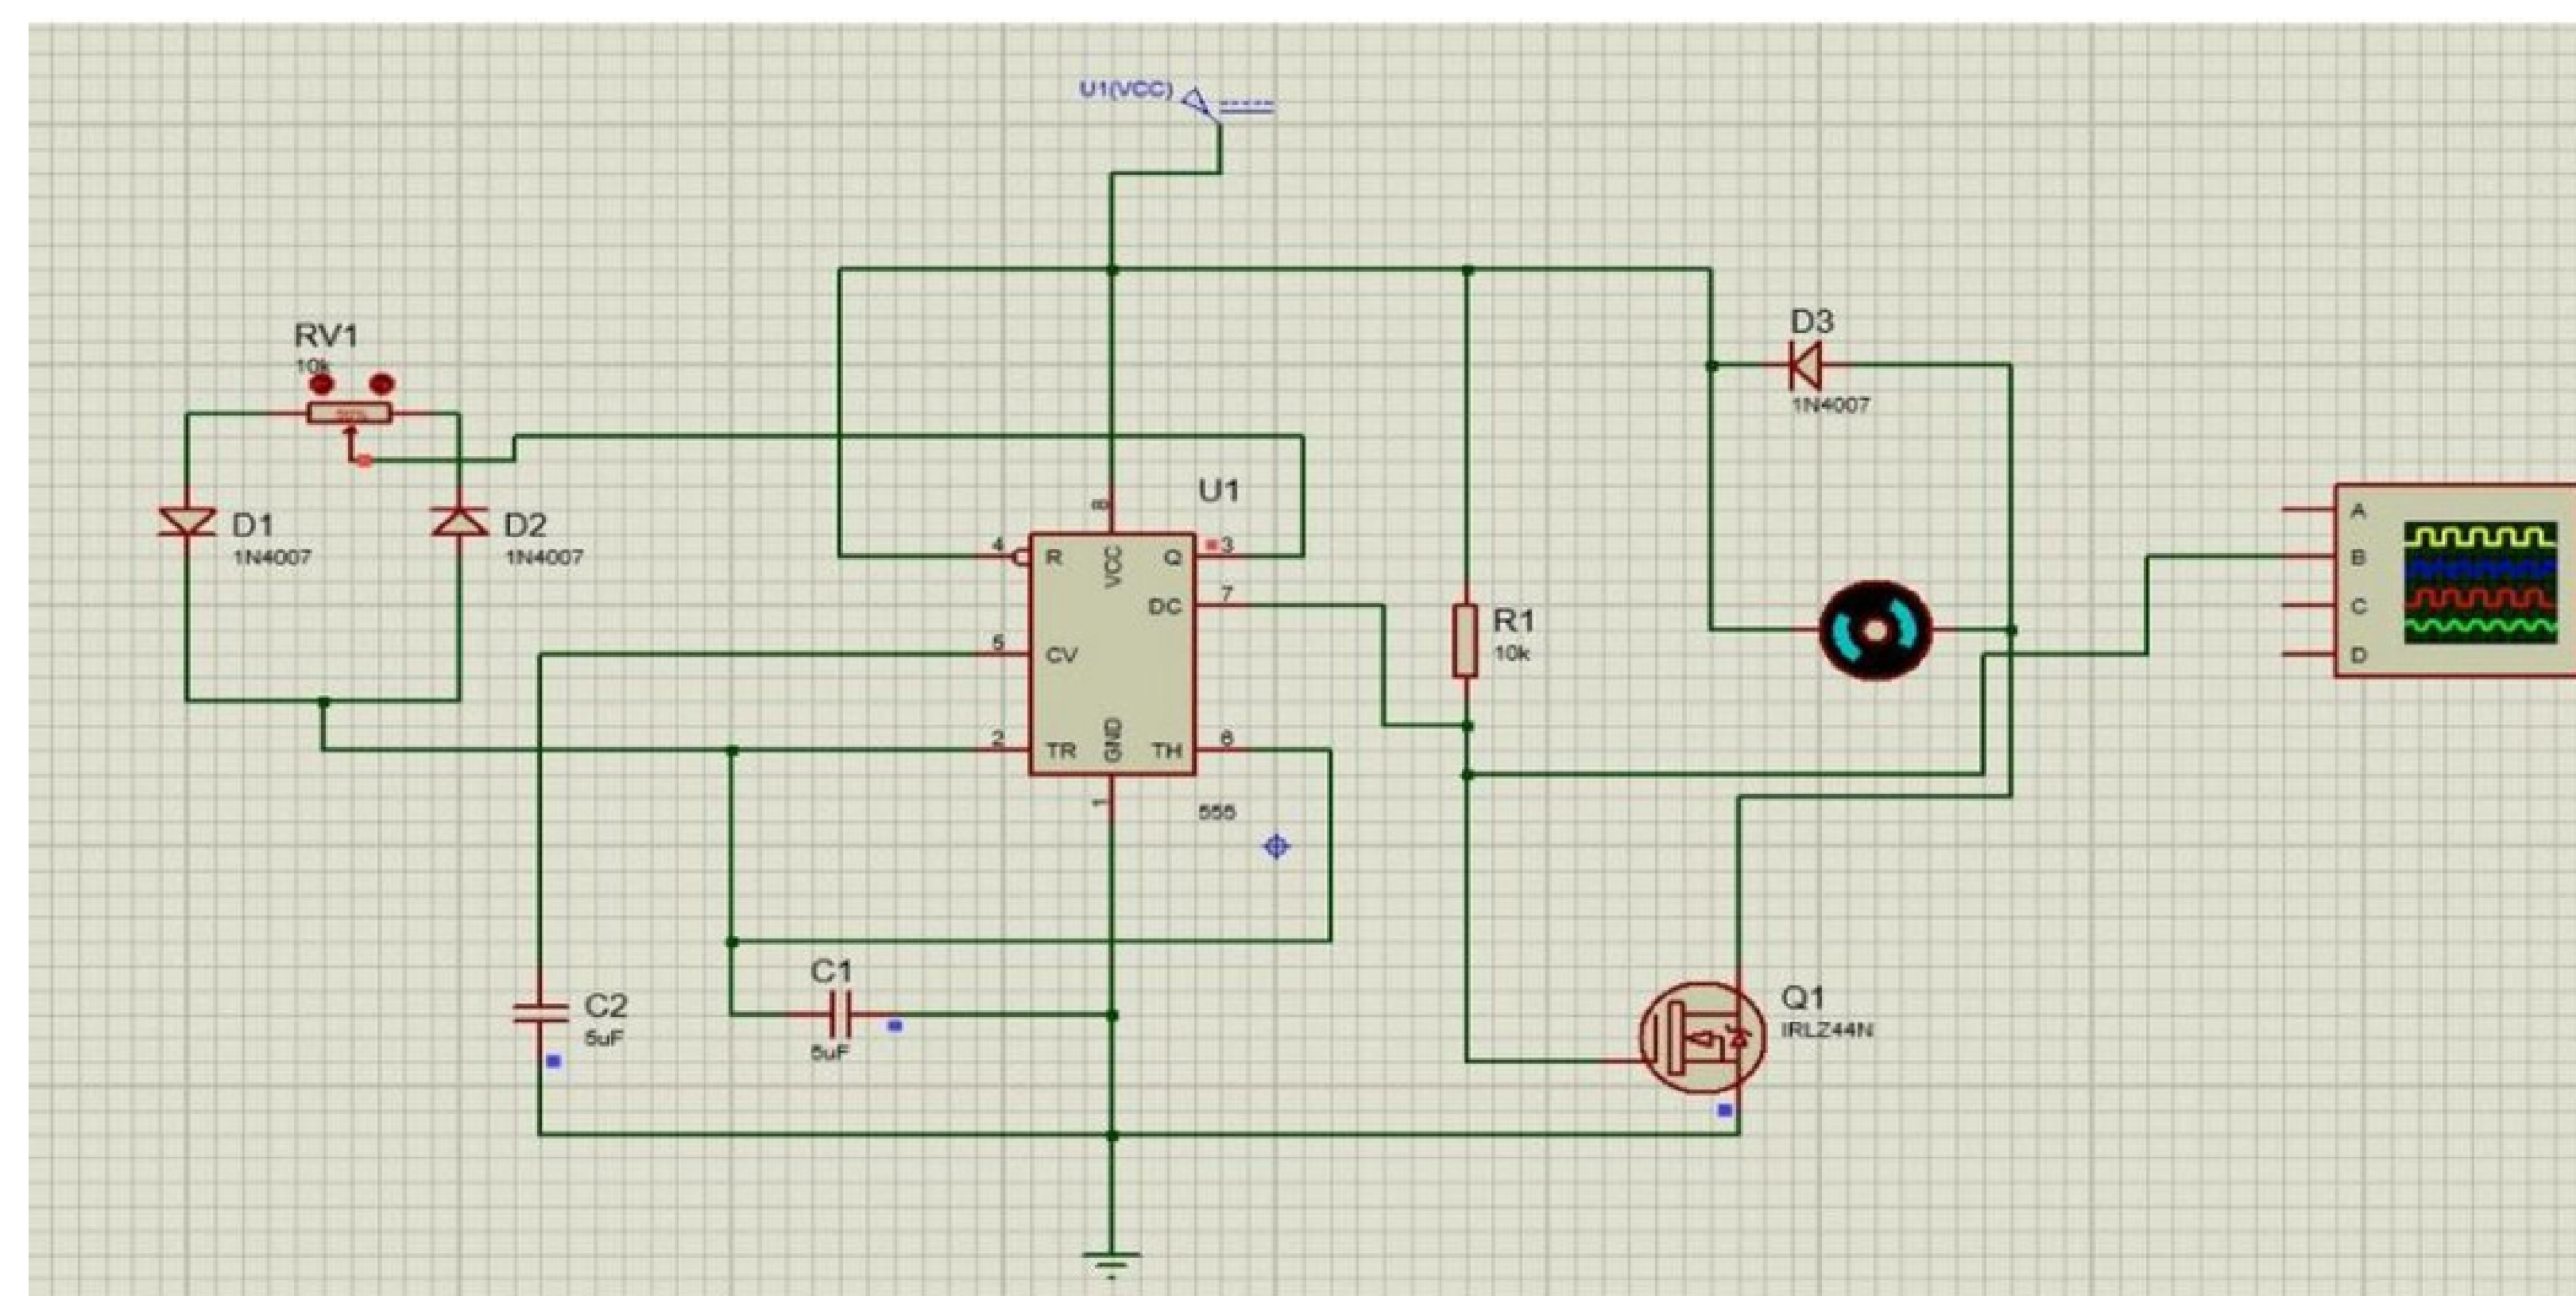 U1(VCC)
RV1
10k
50%
D1
1N4007
D2
1N4007
D3
1N4007
U1
8
4
R
VCC
Q
3
DC
7
5
CV
2
TR
GND
TH
6
1
555
R1
10k
A
B
C
D
C1
5uF
C2
5uF
Q1
IRLZ44N